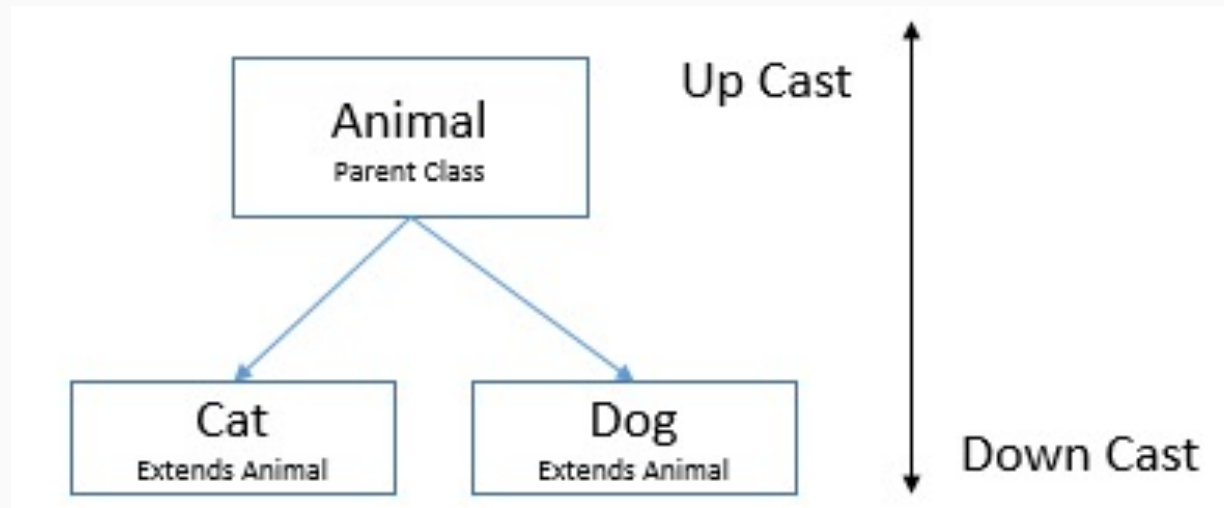 Animal
Parent Class
Up Cast
Cat
Extends Animal
Dog
Extends Animal
Down Cast